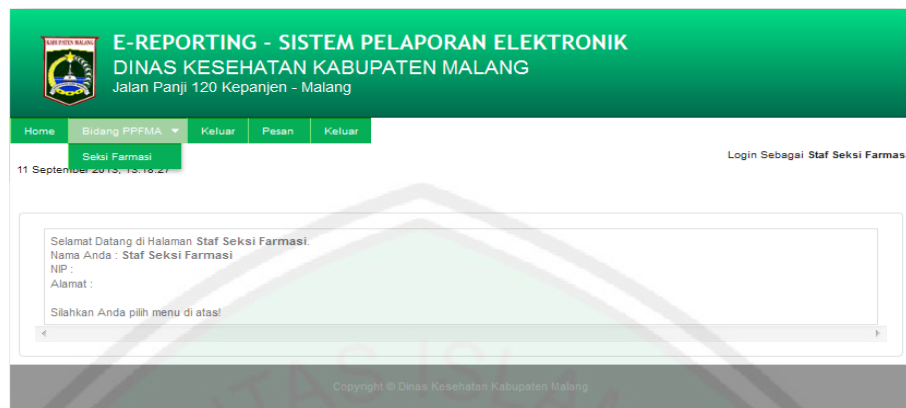 KABUPATEN MALANG
E-REPORTING - SISTEM PELAPORAN ELEKTRONIK
DINAS KESEHATAN KABUPATEN MALANG
Jalan Panji 120 Kepanjen - Malang
Home Bidang PPFMA Keluar Pesan Keluar
Seksi Farmasi
Login Sebagai Staf Seksi Farmas
11 September 2013, 13:18:27
Selamat Datang di Halaman Staf Seksi Farmasi.
Nama Anda : Staf Seksi Farmasi
NIP :
Alamat :
Silahkan Anda pilih menu di atas!
TAS ISLA
Copyright © Dinas Kesehatan Kabupaten Malang